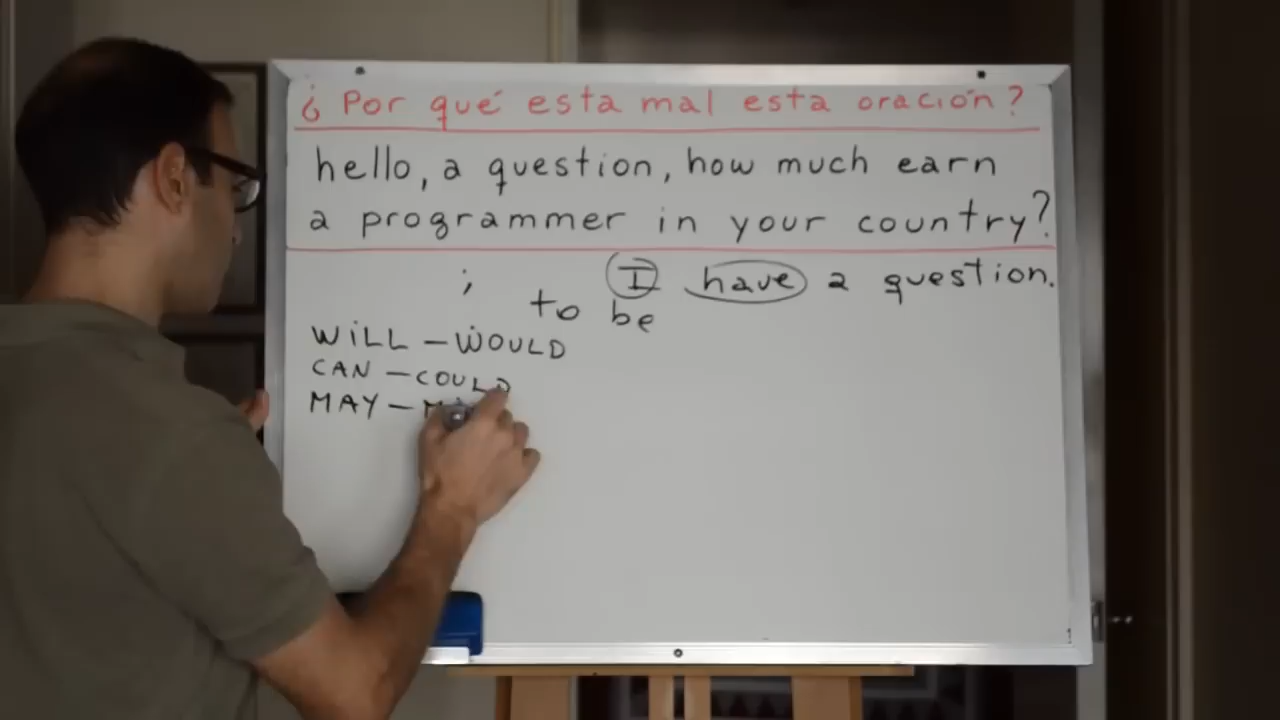 ¿ Por qué esta mal esta oración?
hello, a question, how much earn
a programmer in your country?
; I have a question.
to be
WiLL – WOULD
CAN – COULD
MAY –